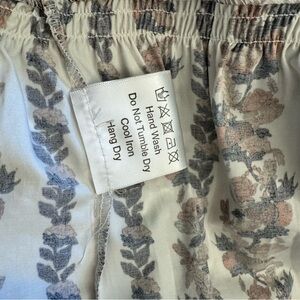 Hand Wash
Do Not Tumble Dry
Cool Iron
Hang Dry